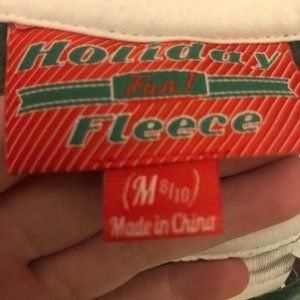 Holiday
Fun!
Fleece
(M 8/10)
Made in China